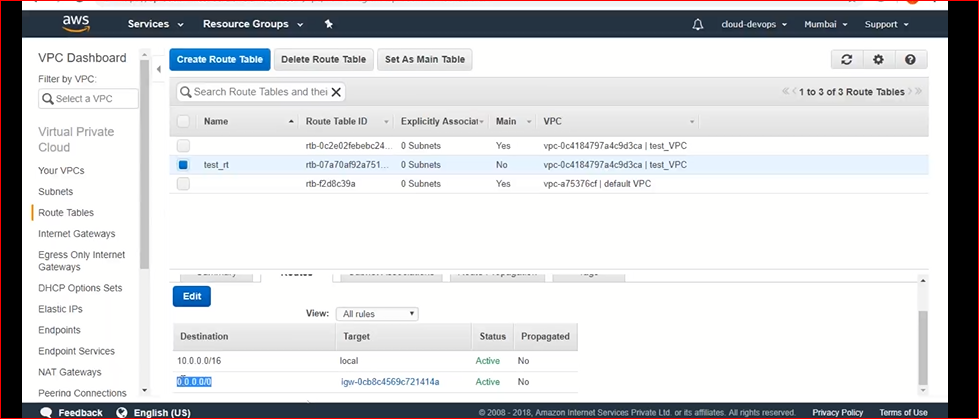 aws Services Resource Groups cloud-devops Mumbai Support
VPC Dashboard
Filter by VPC:
Select a VPC
Virtual Private
Cloud
Your VPCs
Subnets
Route Tables
Internet Gateways
Egress Only Internet
Gateways
DHCP Options Sets
Elastic IPs
Endpoints
Endpoint Services
NAT Gateways
Peering Connections
Create Route Table Delete Route Table Set As Main Table
Search Route Tables and thei 1 to 3 of 3 Route Tables
Name Route Table ID Explicitly Associat Main VPC
rtb-0c2e02febebc24... 0 Subnets Yes vpc-0c4184797a4c9d3ca | test_VPC
test_rt rtb-07a70af92a751... 0 Subnets No vpc-0c4184797a4c9d3ca | test_VPC
rtb-f2d8c39a 0 Subnets Yes vpc-a75376cf | default VPC
Summary Routes Subnet Associations Route Propagation Tags
Edit
View: All rules
Destination Target Status Propagated
10.0.0.0/16 local Active No
0.0.0.0/0 igw-0cb8c4569c721414a Active No
Feedback English (US) © 2008 - 2018, Amazon Internet Services Private Ltd. or its affiliates. All rights reserved. Privacy Policy Terms of Use